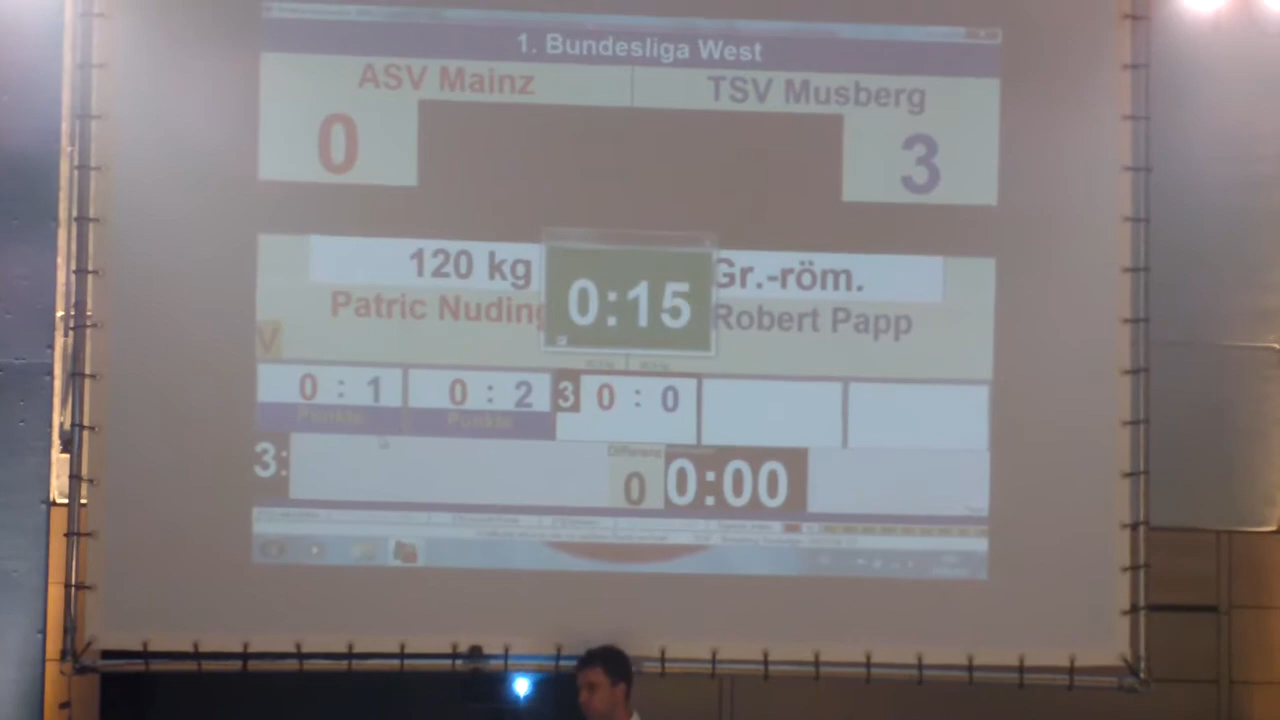 1. Bundesliga West
ASV Mainz TSV Musberg
0 3
120 kg Gr.-röm.
0:15
Patric Nuding Robert Papp
V
0 : 1 0 : 2 3 0 : 0
Punkte Punkte
3: Differenz
0 0:00